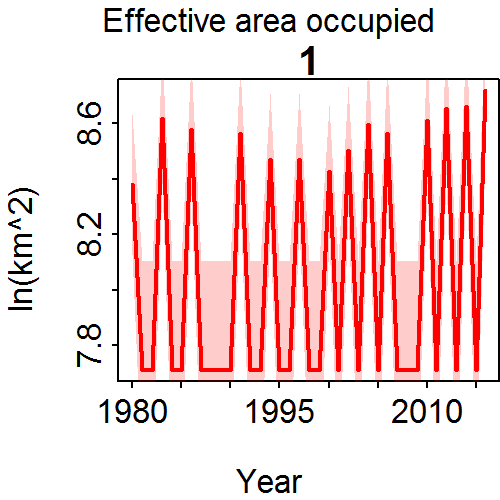 Effective area occupied
1
ln(km^2)
8.6
8.2
7.8
1980 1995 2010
Year